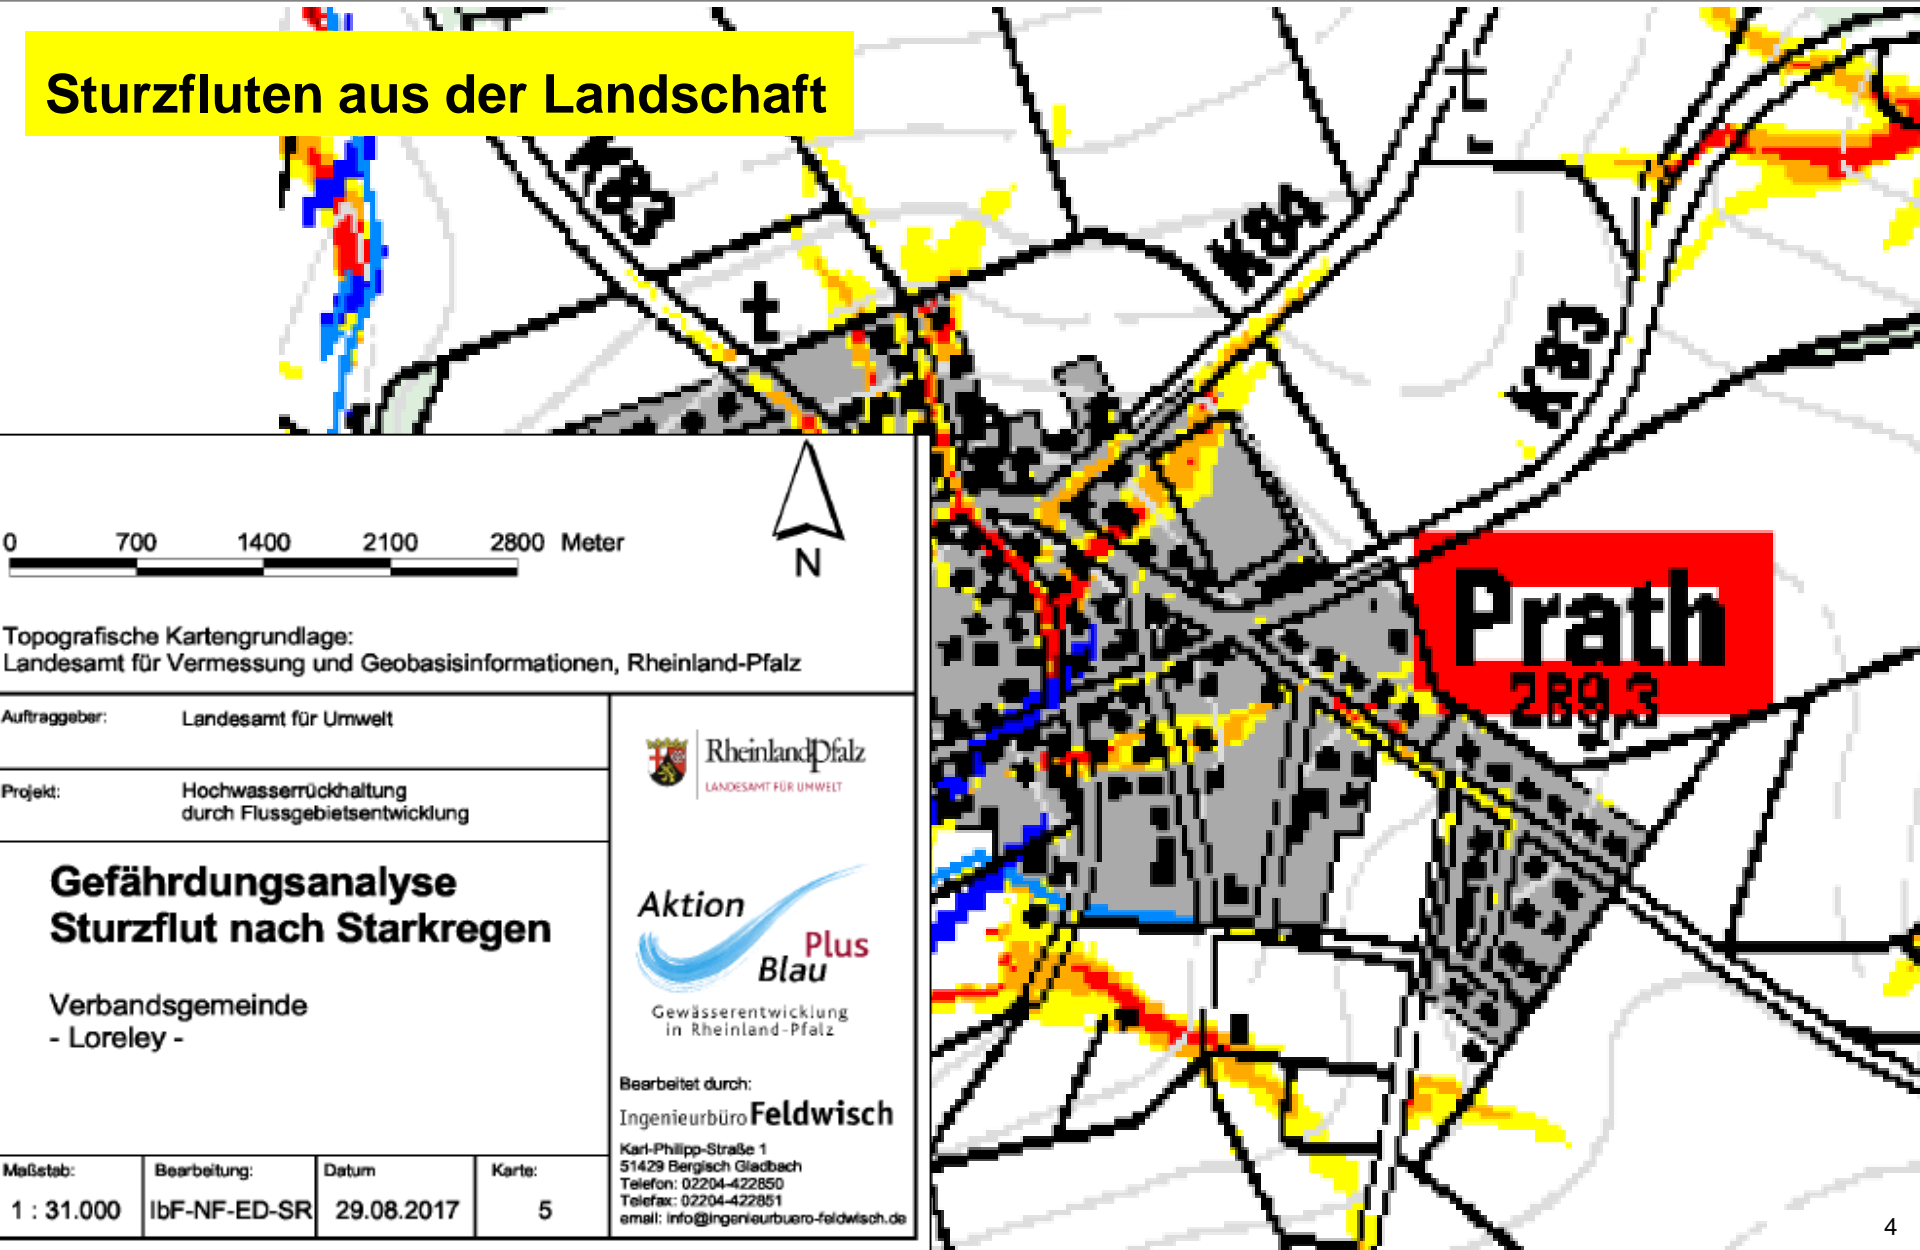 Sturzfluten aus der Landschaft
K83
K84
K83
Prath
289,3
0 700 1400 2100 2800 Meter
N
Topografische Kartengrundlage:
Landesamt für Vermessung und Geobasisinformationen, Rheinland-Pfalz
Auftraggeber: Landesamt für Umwelt
Projekt: Hochwasserrückhaltung
durch Flussgebietsentwicklung
RheinlandPfalz
LANDESAMT FÜR UMWELT
Gefährdungsanalyse
Sturzflut nach Starkregen
Verbandsgemeinde
- Loreley -
Aktion
Blau
Plus
Gewässerentwicklung
in Rheinland-Pfalz
Bearbeitet durch:
Ingenieurbüro Feldwisch
Karl-Philipp-Straße 1
51429 Bergisch Gladbach
Telefon: 02204-422850
Telefax: 02204-422851
email: info@ingenieurbuero-feldwisch.de
Maßstab: Bearbeitung: Datum Karte:
1 : 31.000 IbF-NF-ED-SR 29.08.2017 5
4